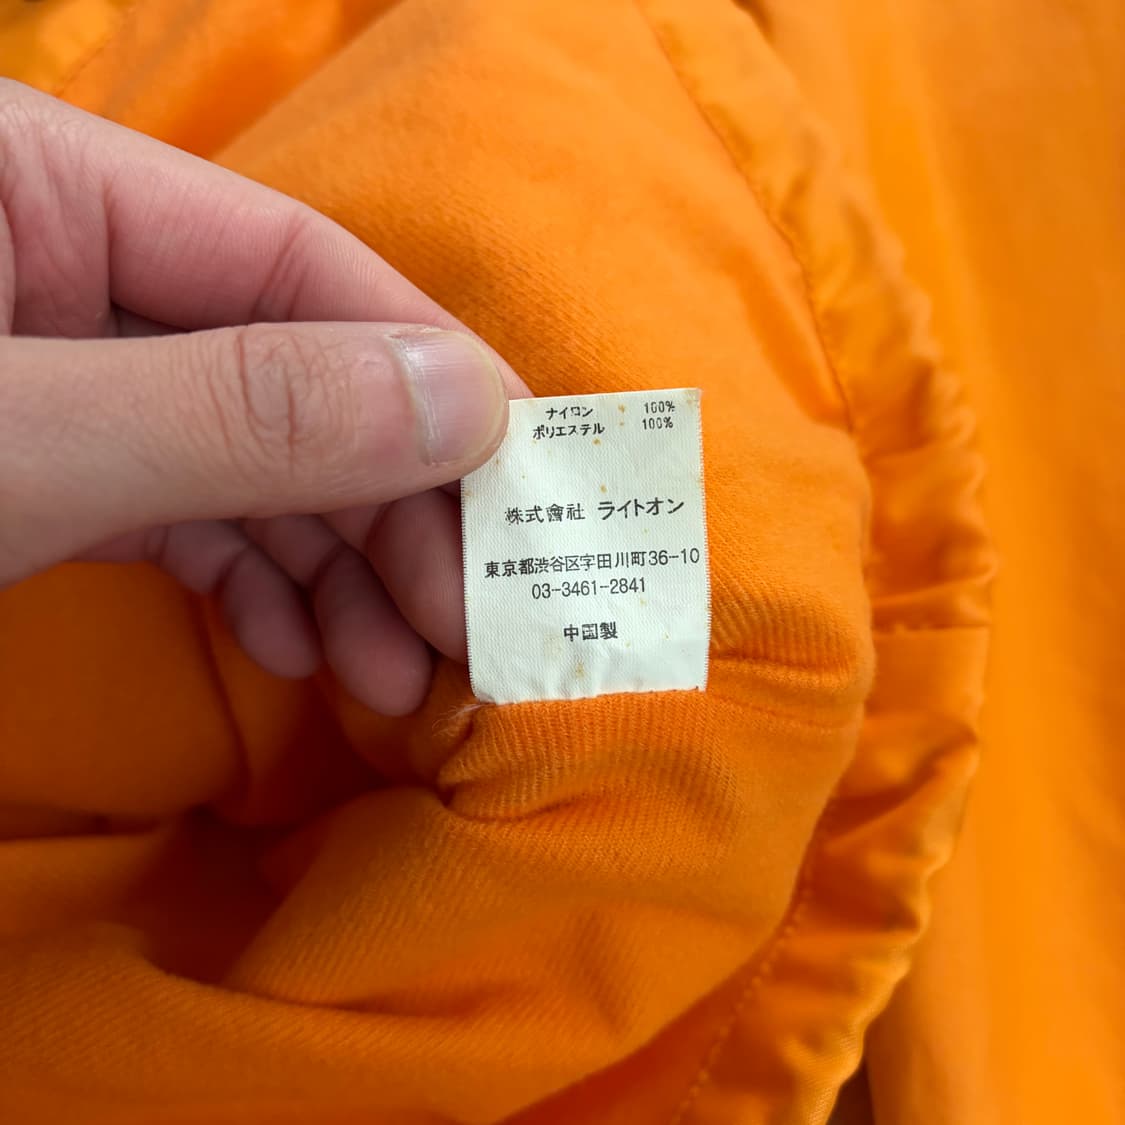 ナイロン 100%
ポリエステル 100%
株式會社 ライトオン
東京都渋谷区宇田川町36-10
03-3461-2841
中国製